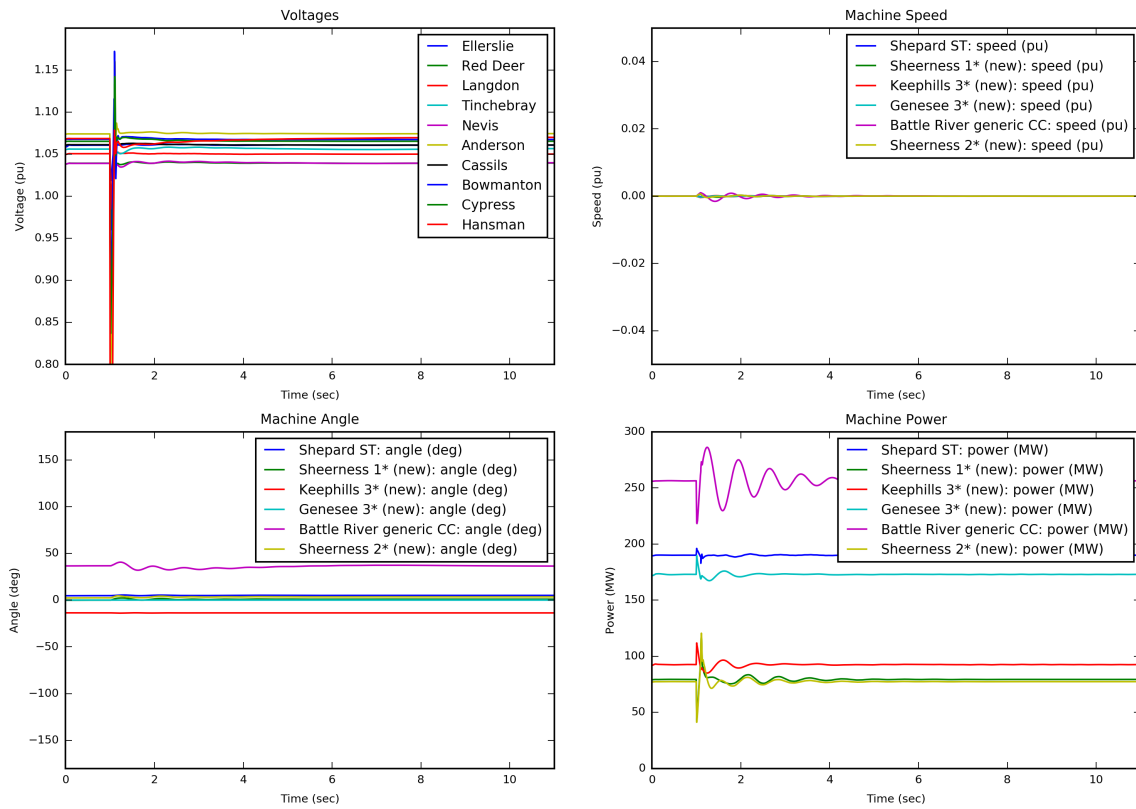 Voltages
1.15
1.10
1.05
1.00
0.95
0.90
0.85
0.80
Voltage (pu)
0
2
4
6
8
10
Time (sec)
Ellerslie
Red Deer
Langdon
Tinchebray
Nevis
Anderson
Cassils
Bowmanton
Cypress
Hansman
Machine Speed
0.04
0.02
0.00
−0.02
−0.04
Speed (pu)
0
2
4
6
8
10
Time (sec)
Shepard ST: speed (pu)
Sheerness 1* (new): speed (pu)
Keephills 3* (new): speed (pu)
Genesee 3* (new): speed (pu)
Battle River generic CC: speed (pu)
Sheerness 2* (new): speed (pu)
Machine Angle
150
100
50
0
−50
−100
−150
Angle (deg)
0
2
4
6
8
10
Time (sec)
Shepard ST: angle (deg)
Sheerness 1* (new): angle (deg)
Keephills 3* (new): angle (deg)
Genesee 3* (new): angle (deg)
Battle River generic CC: angle (deg)
Sheerness 2* (new): angle (deg)
Machine Power
300
250
200
150
100
50
0
Power (MW)
0
2
4
6
8
10
Time (sec)
Shepard ST: power (MW)
Sheerness 1* (new): power (MW)
Keephills 3* (new): power (MW)
Genesee 3* (new): power (MW)
Battle River generic CC: power (MW)
Sheerness 2* (new): power (MW)